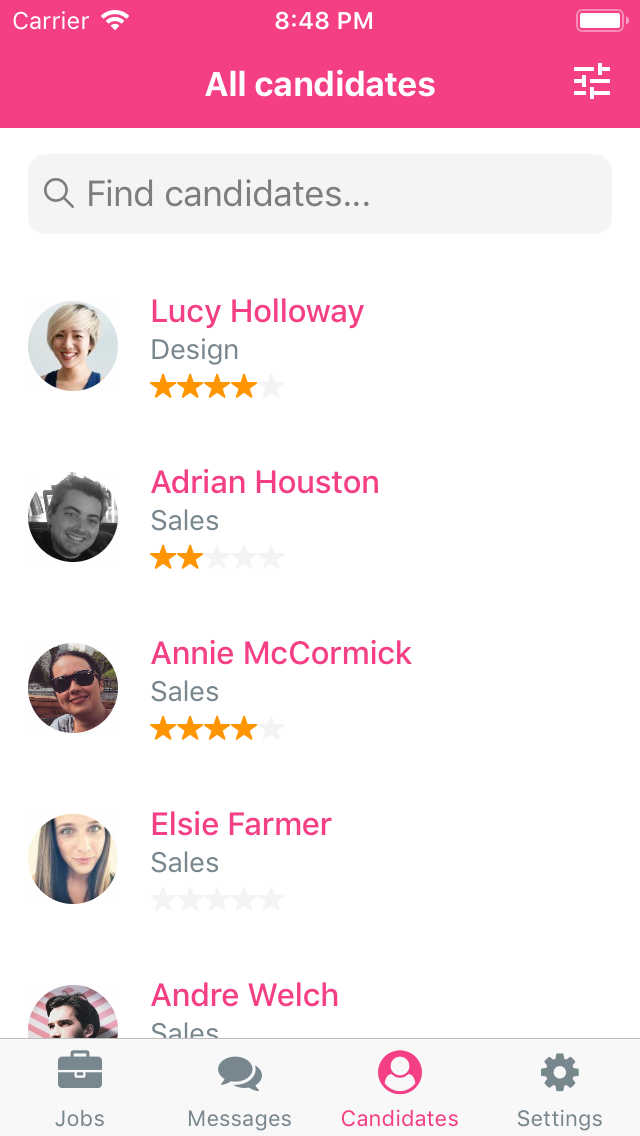 Carrier 8:48 PM
All candidates
Find candidates...
Lucy Holloway
Design
Adrian Houston
Sales
Annie McCormick
Sales
Elsie Farmer
Sales
Andre Welch
Sales
Jobs Messages Candidates Settings